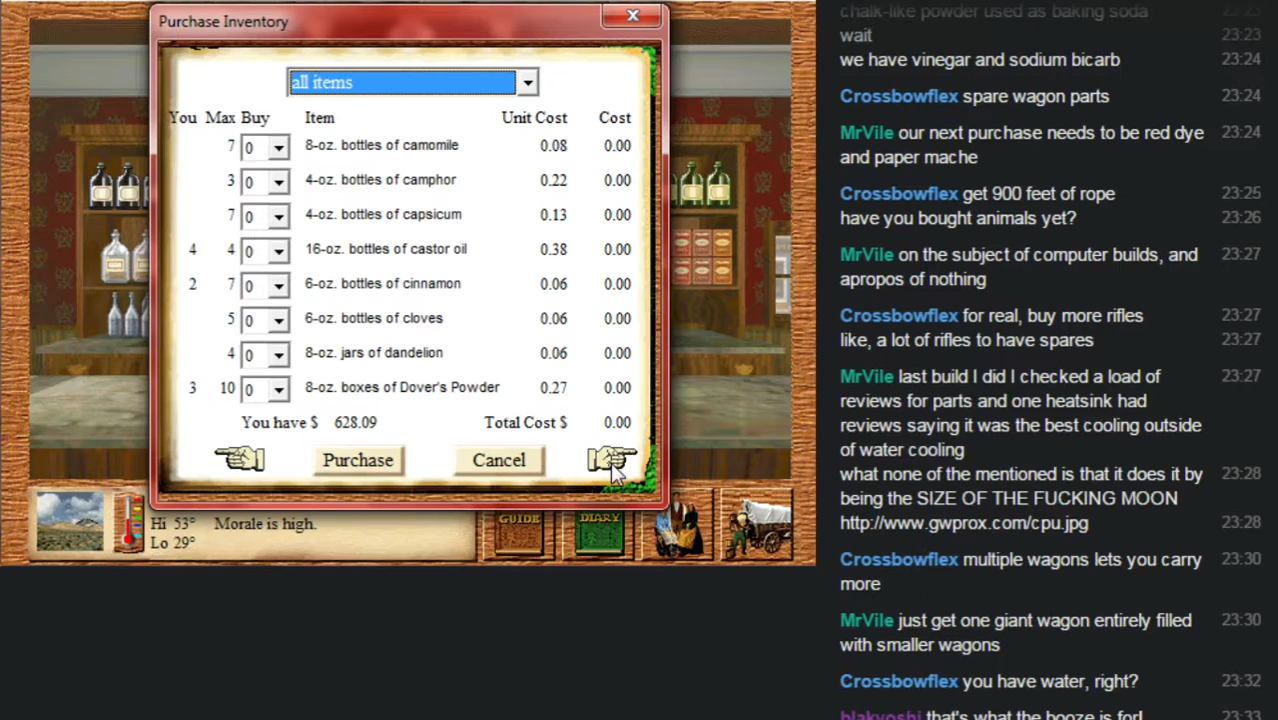 Purchase Inventory
all items
You Max Buy Item Unit Cost Cost
7 0 8-oz. bottles of camomile 0.08 0.00
3 0 4-oz. bottles of camphor 0.22 0.00
7 0 4-oz. bottles of capsicum 0.13 0.00
4 4 0 16-oz. bottles of castor oil 0.38 0.00
2 7 0 6-oz. bottles of cinnamon 0.06 0.00
5 0 6-oz. bottles of cloves 0.06 0.00
4 0 8-oz. jars of dandelion 0.06 0.00
3 10 0 8-oz. boxes of Dover's Powder 0.27 0.00
You have $ 628.09 Total Cost $ 0.00
Purchase Cancel
Hi 53° Morale is high.
Lo 29°
GUIDE DIARY
chalk-like powder used as baking soda 23:23
wait 23:23
we have vinegar and sodium bicarb 23:24
Crossbowflex spare wagon parts 23:24
MrVile our next purchase needs to be red dye 23:24
and paper mache
Crossbowflex get 900 feet of rope 23:25
have you bought animals yet? 23:26
MrVile on the subject of computer builds, and 23:27
apropos of nothing
Crossbowflex for real, buy more rifles 23:27
like, a lot of rifles to have spares 23:27
MrVile last build I did I checked a load of 23:27
reviews for parts and one heatsink had
reviews saying it was the best cooling outside
of water cooling
what none of the mentioned is that it does it by 23:28
being the SIZE OF THE FUCKING MOON
http://www.gwprox.com/cpu.jpg 23:28
Crossbowflex multiple wagons lets you carry 23:30
more
MrVile just get one giant wagon entirely filled 23:30
with smaller wagons
Crossbowflex you have water, right? 23:32
blakyoshi that's what the booze is for! 23:33